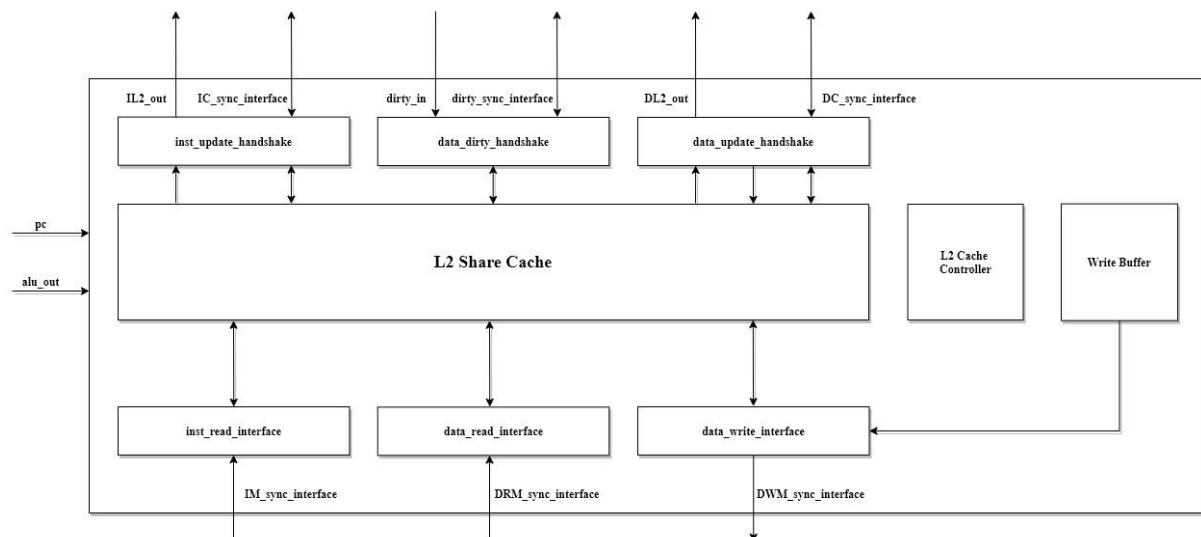 IL2_out
IC_sync_interface
dirty_in
dirty_sync_interface
DL2_out
DC_sync_interface
inst_update_handshake
data_dirty_handshake
data_update_handshake
pc
alu_out
L2 Share Cache
L2 Cache
Controller
Write Buffer
inst_read_interface
data_read_interface
data_write_interface
IM_sync_interface
DRM_sync_interface
DWM_sync_interface